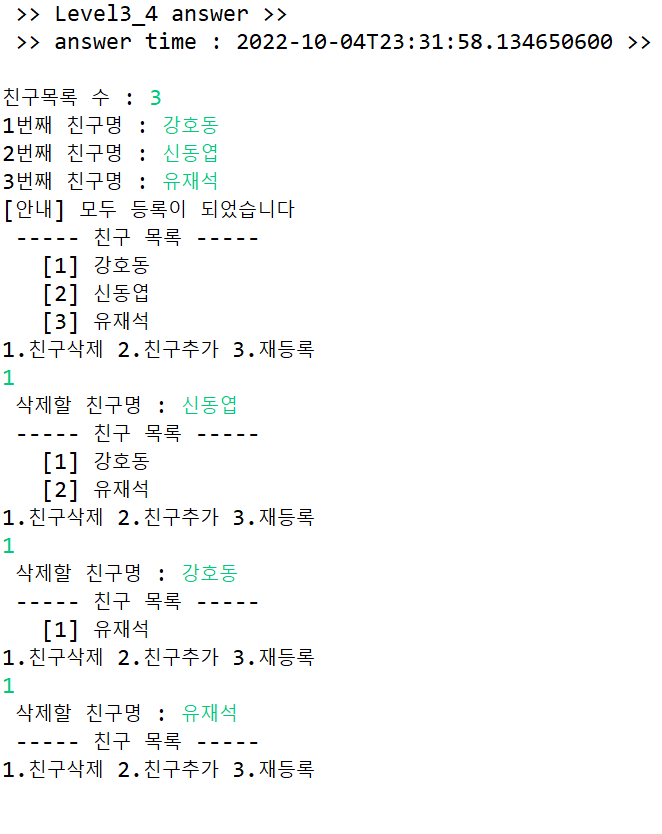 >> Level3_4 answer >>
>> answer time : 2022-10-04T23:31:58.134650600 >>
친구목록 수 : 3
1번째 친구명 : 강호동
2번째 친구명 : 신동엽
3번째 친구명 : 유재석
[안내] 모두 등록이 되었습니다
----- 친구 목록 -----
[1] 강호동
[2] 신동엽
[3] 유재석
1.친구삭제 2.친구추가 3.재등록
1
삭제할 친구명 : 신동엽
----- 친구 목록 -----
[1] 강호동
[2] 유재석
1.친구삭제 2.친구추가 3.재등록
1
삭제할 친구명 : 강호동
----- 친구 목록 -----
[1] 유재석
1.친구삭제 2.친구추가 3.재등록
1
삭제할 친구명 : 유재석
----- 친구 목록 -----
1.친구삭제 2.친구추가 3.재등록